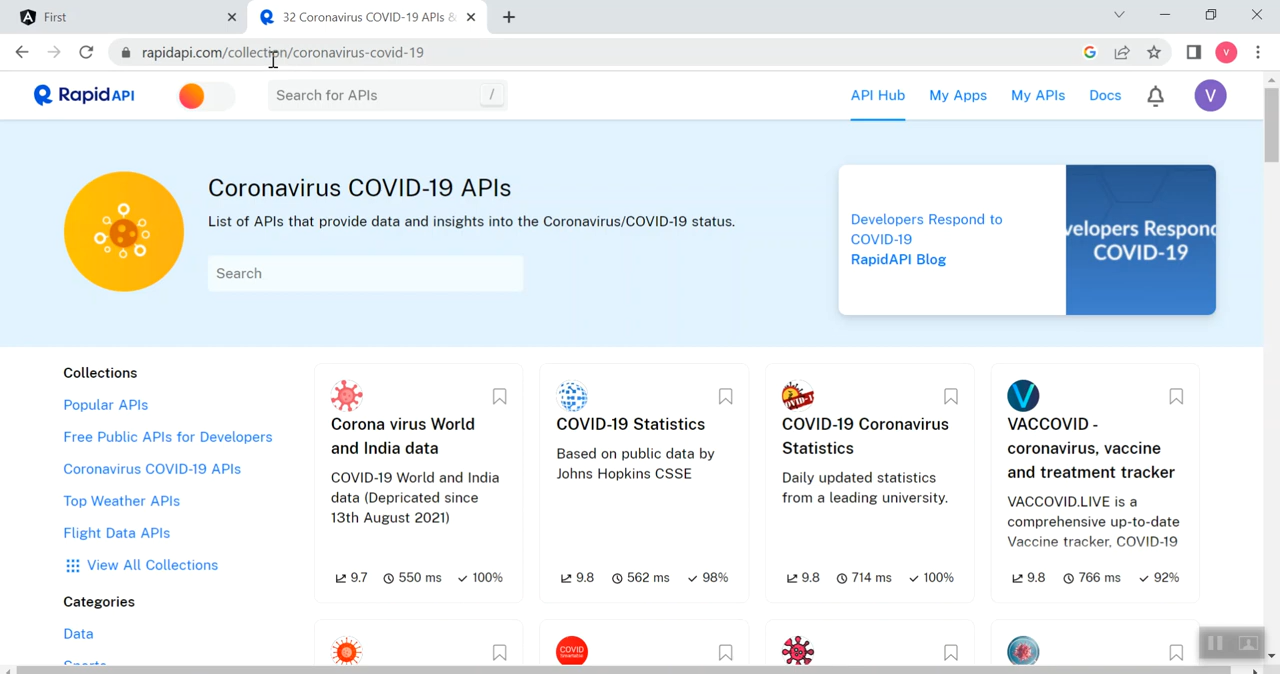 First
32 Coronavirus COVID-19 APIs &
rapidapi.com/collection/coronavirus-covid-19
V
Rapid API
Search for APIs
/
API Hub
My Apps
My APIs
Docs
V
Coronavirus COVID-19 APIs
List of APIs that provide data and insights into the Coronavirus/COVID-19 status.
Search
Developers Respond to
COVID-19
RapidAPI Blog
velopers Respond
COVID-19
Collections
Popular APIs
Free Public APIs for Developers
Coronavirus COVID-19 APIs
Top Weather APIs
Flight Data APIs
View All Collections
Categories
Data
Sports
Corona virus World
and India data
COVID-19 World and India
data (Depricated since
13th August 2021)
9.7 550 ms 100%
COVID-19 Statistics
Based on public data by
Johns Hopkins CSSE
9.8 562 ms 98%
COVID-19 Coronavirus
Statistics
Daily updated statistics
from a leading university.
9.8 714 ms 100%
VACCOVID -
coronavirus, vaccine
and treatment tracker
VACCOVID.LIVE is a
comprehensive up-to-date
Vaccine tracker, COVID-19
9.8 766 ms 92%
COVID